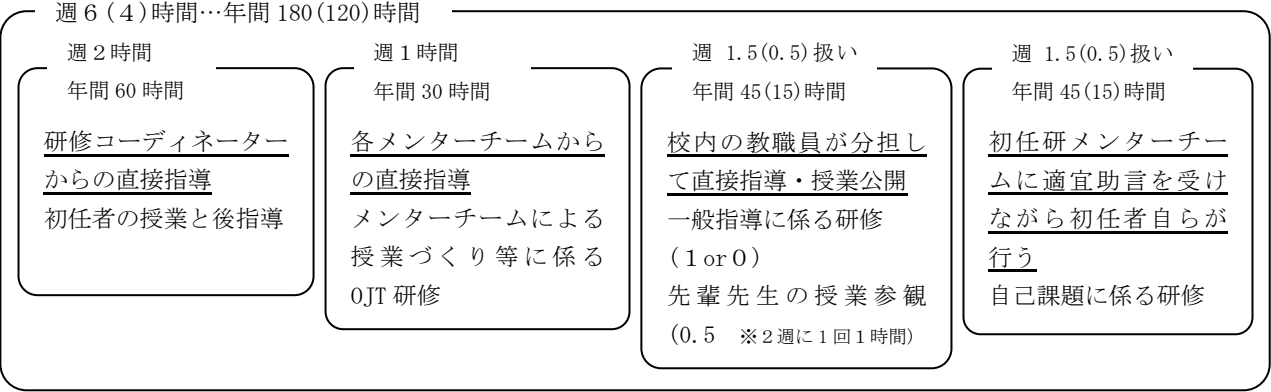 週６(４)時間…年間 180(120)時間
週２時間
年間 60 時間
研修コーディネーター
からの直接指導
初任者の授業と後指導
週１時間
年間 30 時間
各メンターチームから
の直接指導
メンターチームによる
授業づくり等に係る
OJT 研修
週 1.5(0.5)扱い
年間 45(15)時間
校内の教職員が分担し
て直接指導・授業公開
一般指導に係る研修
(１or０)
先輩先生の授業参観
(0.5　※２週に１回１時間)
週 1.5(0.5)扱い
年間 45(15)時間
初任研メンターチー
ムに適宜助言を受け
ながら初任者自らが
行う
自己課題に係る研修